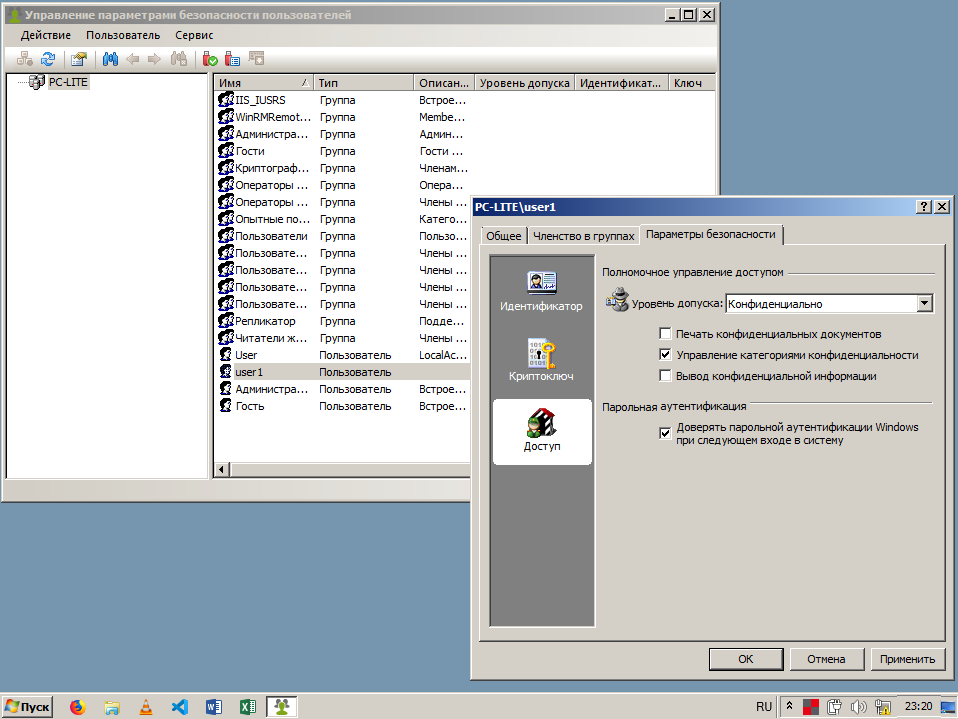 Управление параметрами безопасности пользователей
Действие Пользователь Сервис
PC-LITE
Имя Тип Описан... Уровень допуска Идентификат... Ключ
IIS_IUSRS Группа Встрое...
WinRMRemot... Группа Membe...
Администра... Группа Админ...
Гости Группа Гости ...
Криптограф... Группа Членам...
Операторы ... Группа Опера...
Операторы ... Группа Члены ...
Опытные по... Группа Катего...
Пользователи Группа Пользо...
Пользовате... Группа Члены ...
Пользовате... Группа Члены ...
Пользовате... Группа Члены ...
Пользовате... Группа Члены ...
Репликатор Группа Подде...
Читатели ж... Группа Члены ...
User Пользователь LocalAc...
user1 Пользователь
Администра... Пользователь Встрое...
Гость Пользователь Встрое...
PC-LITE\user1
Общее Членство в группах Параметры безопасности
Идентификатор
Криптоключ
Доступ
Полномочное управление доступом
Уровень допуска: Конфиденциально
Печать конфиденциальных документов
Управление категориями конфиденциальности
Вывод конфиденциальной информации
Парольная аутентификация
Доверять парольной аутентификации Windows
при следующем входе в систему
OK Отмена Применить
Пуск RU 23:20